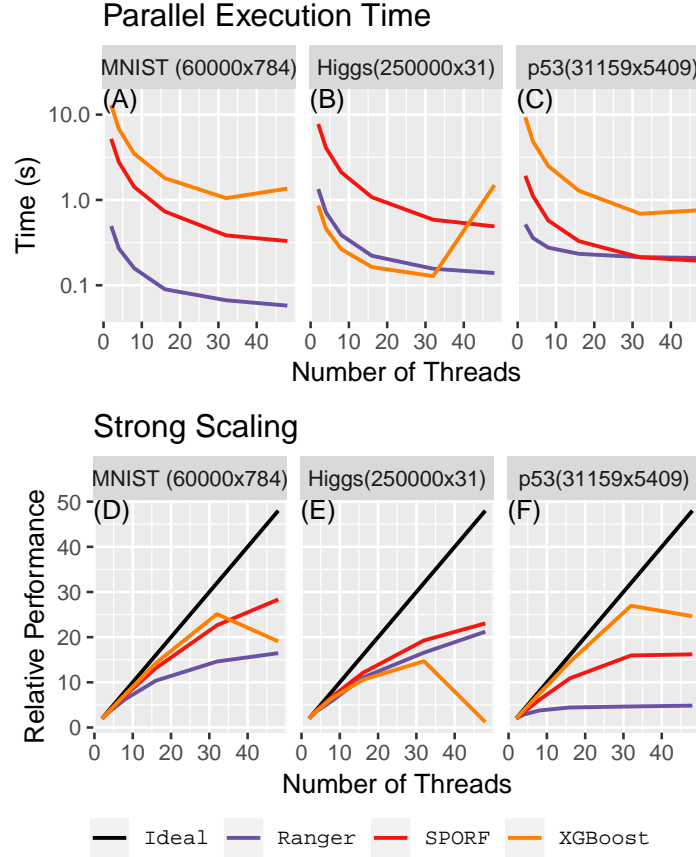 Parallel Execution Time
MNIST (60000x784) Higgs(250000x31) p53(31159x5409)
(A) (B) (C)
10.0
1.0
0.1
Time (s)
0 10 20 30 40 0 10 20 30 40 0 10 20 30 40
Number of Threads
Strong Scaling
MNIST (60000x784) Higgs(250000x31) p53(31159x5409)
(D) (E) (F)
50
40
30
20
10
0
Relative Performance
0 10 20 30 40 0 10 20 30 40 0 10 20 30 40
Number of Threads
Ideal Ranger SPORF XGBoost